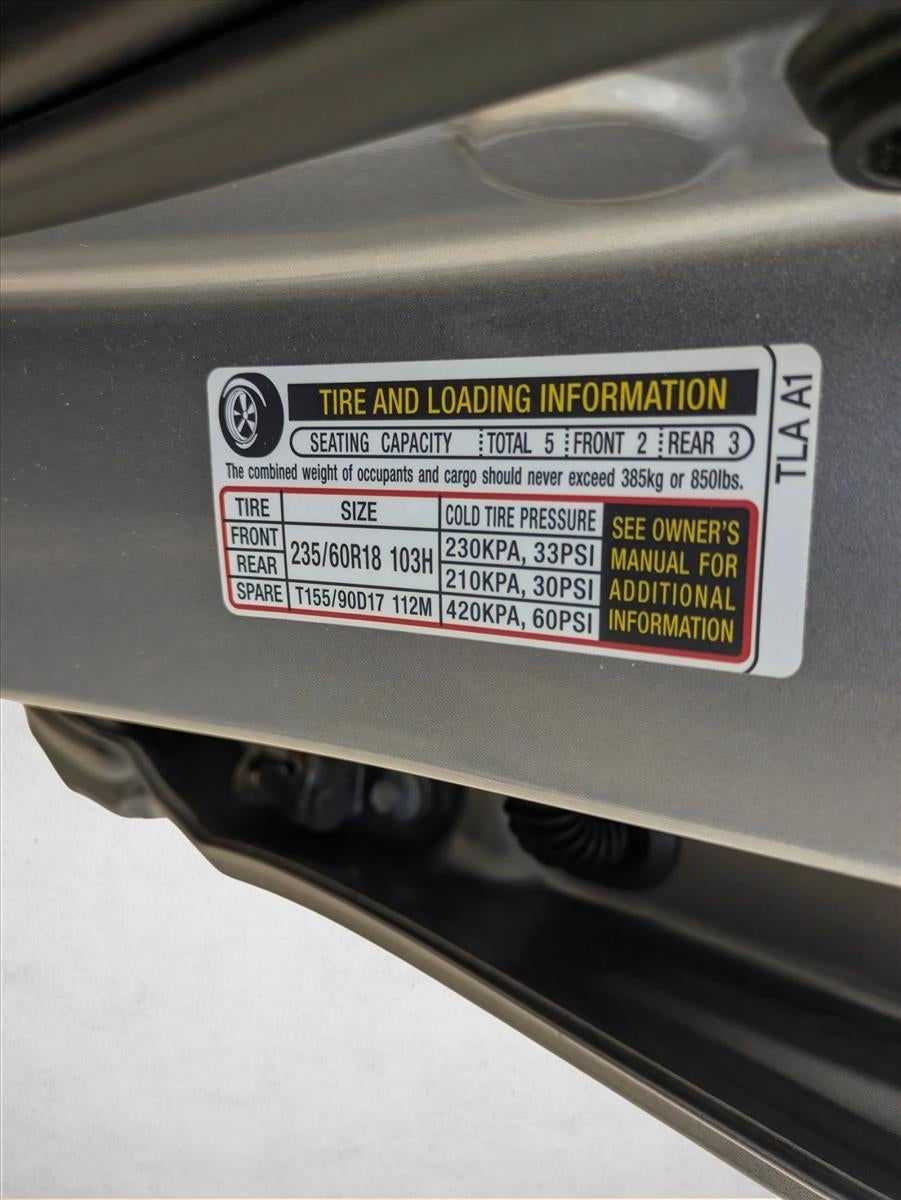 TIRE AND LOADING INFORMATION
SEATING CAPACITY TOTAL 5 FRONT 2 REAR 3
The combined weight of occupants and cargo should never exceed 385kg or 850lbs.
TIRE SIZE COLD TIRE PRESSURE
FRONT 235/60R18 103H 230KPA, 33PSI
REAR 210KPA, 30PSI
SPARE T155/90D17 112M 420KPA, 60PSI
SEE OWNER'S
MANUAL FOR
ADDITIONAL
INFORMATION
TLA A1